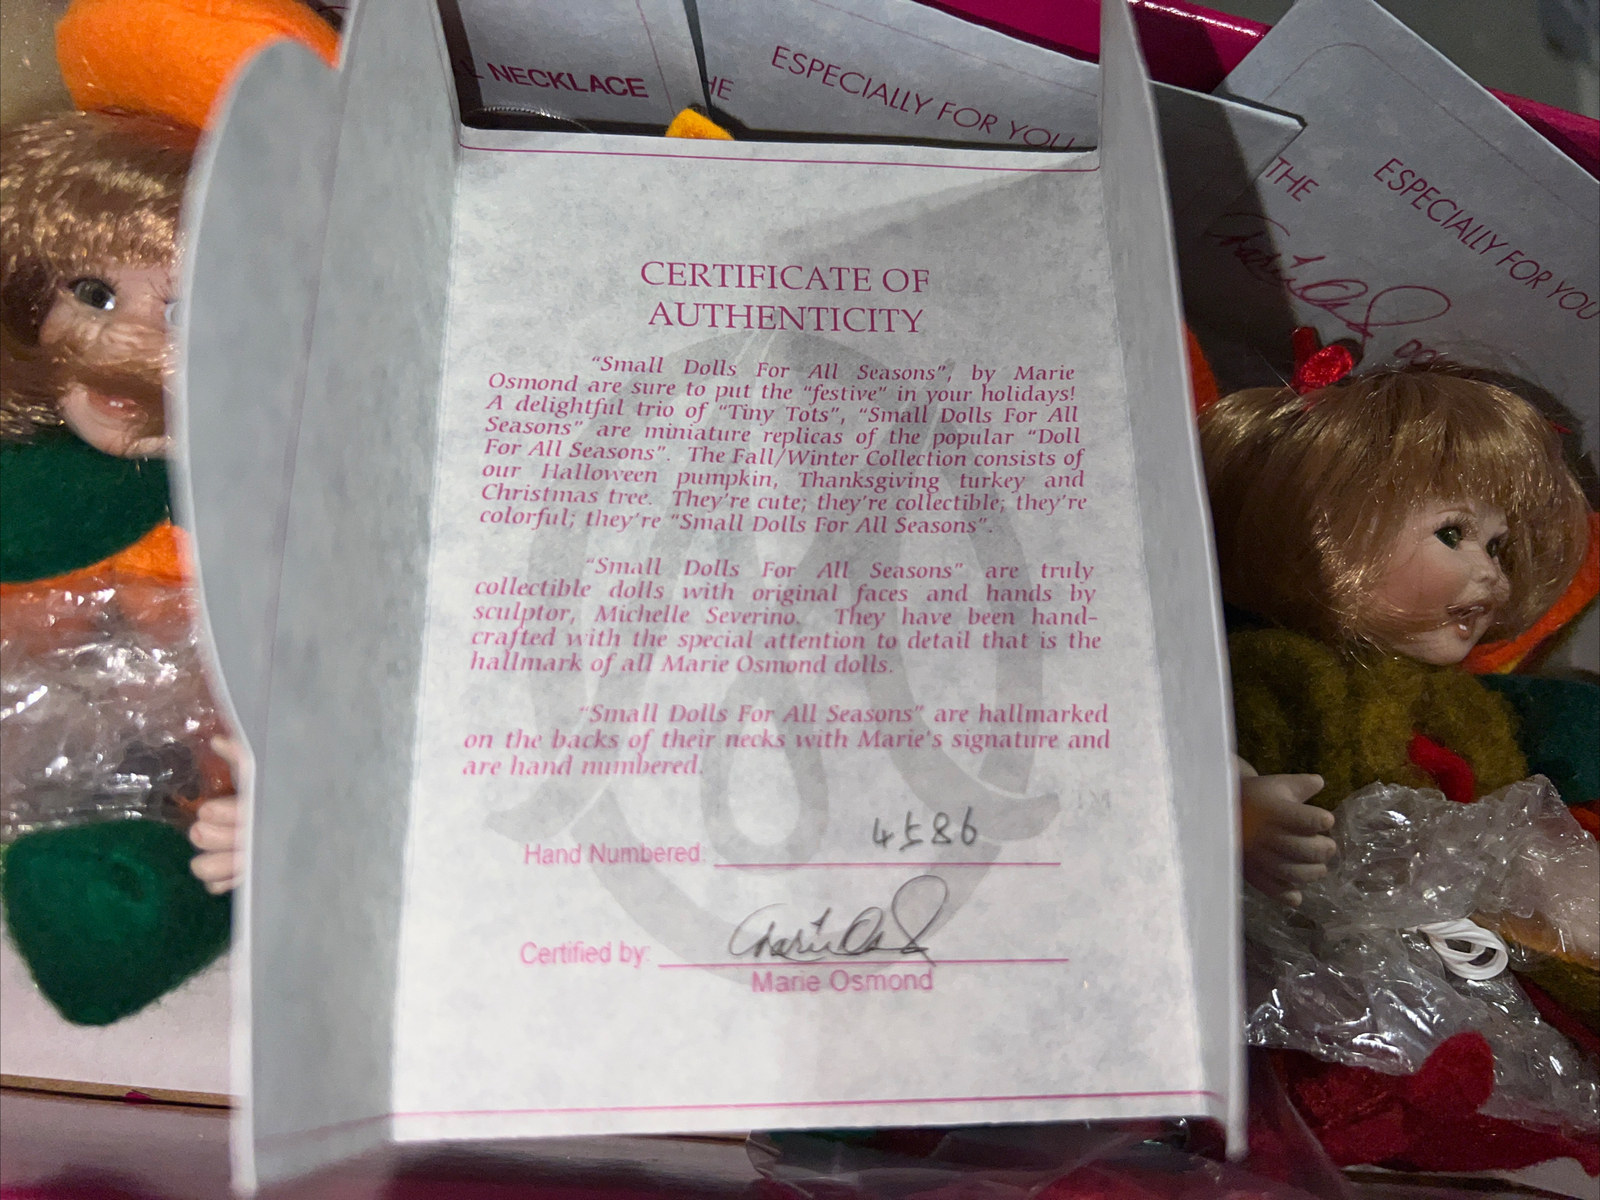 NECKLACE
HE
ESPECIALLY FOR YOU
THE
ESPECIALLY FOR YOU
CERTIFICATE OF
AUTHENTICITY
"Small Dolls For All Seasons", by Marie
Osmond are sure to put the "festive" in your holidays!
A delightful trio of "Tiny Tots", "Small Dolls For All
Seasons" are miniature replicas of the popular "Doll
For All Seasons". The Fall/Winter Collection consists of
our Halloween pumpkin, Thanksgiving turkey and
Christmas tree. They're cute; they're collectible; they're
colorful; they're "Small Dolls For All Seasons".
"Small Dolls For All Seasons" are truly
collectible dolls with original faces and hands by
sculptor, Michelle Severino. They have been hand-
crafted with the special attention to detail that is the
hallmark of all Marie Osmond dolls.
"Small Dolls For All Seasons" are hallmarked
on the backs of their necks with Marie's signature and
are hand numbered.
TM
Hand Numbered: 4586
Certified by:
Marie Osmond